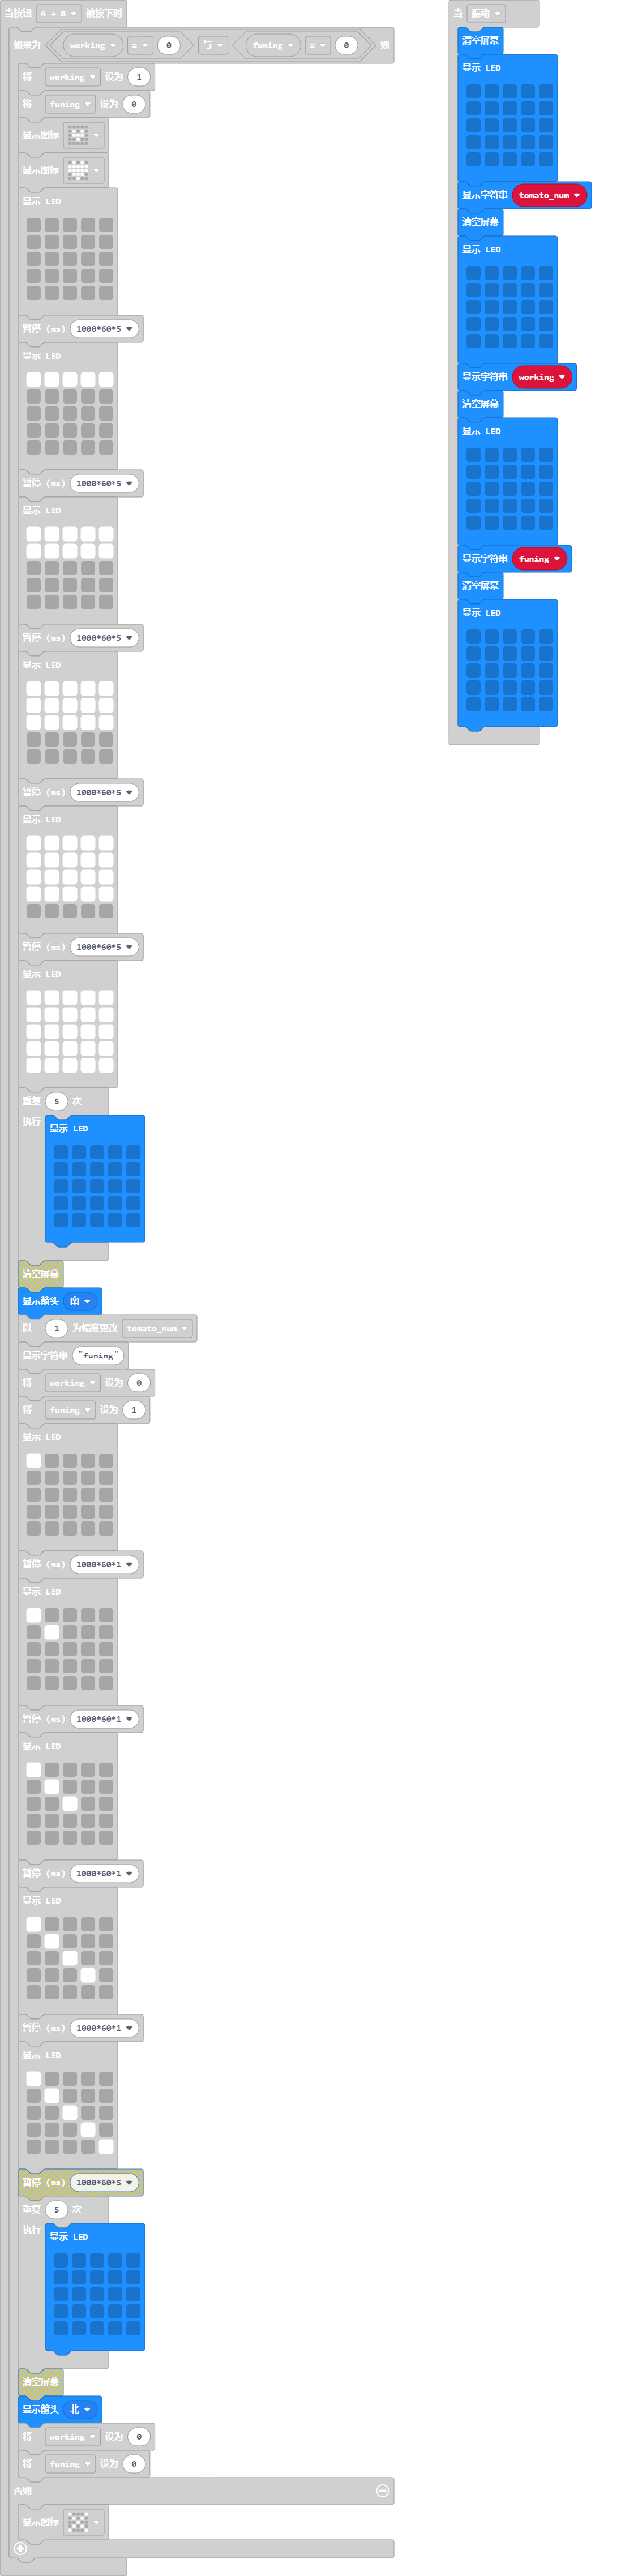 当按钮 A + B 被按下时
如果为 working = 0 与 funing = 0 则
将 working 设为 1
将 funing 设为 0
显示图标
显示图标
显示 LED
暂停 (ms) 1000*60*5
显示 LED
暂停 (ms) 1000*60*5
显示 LED
暂停 (ms) 1000*60*5
显示 LED
暂停 (ms) 1000*60*5
显示 LED
暂停 (ms) 1000*60*5
显示 LED
重复 5 次
执行 显示 LED
清空屏幕
显示箭头 南
以 1 为幅度更改 tomato_num
显示字符串 "funing"
将 working 设为 0
将 funing 设为 1
显示 LED
暂停 (ms) 1000*60*1
显示 LED
暂停 (ms) 1000*60*1
显示 LED
暂停 (ms) 1000*60*1
显示 LED
暂停 (ms) 1000*60*1
显示 LED
暂停 (ms) 1000*60*5
重复 5 次
执行 显示 LED
清空屏幕
显示箭头 北
将 working 设为 0
将 funing 设为 0
否则
显示图标
当 振动
清空屏幕
显示 LED
显示字符串 tomato_num
清空屏幕
显示 LED
显示字符串 working
清空屏幕
显示 LED
显示字符串 funing
清空屏幕
显示 LED